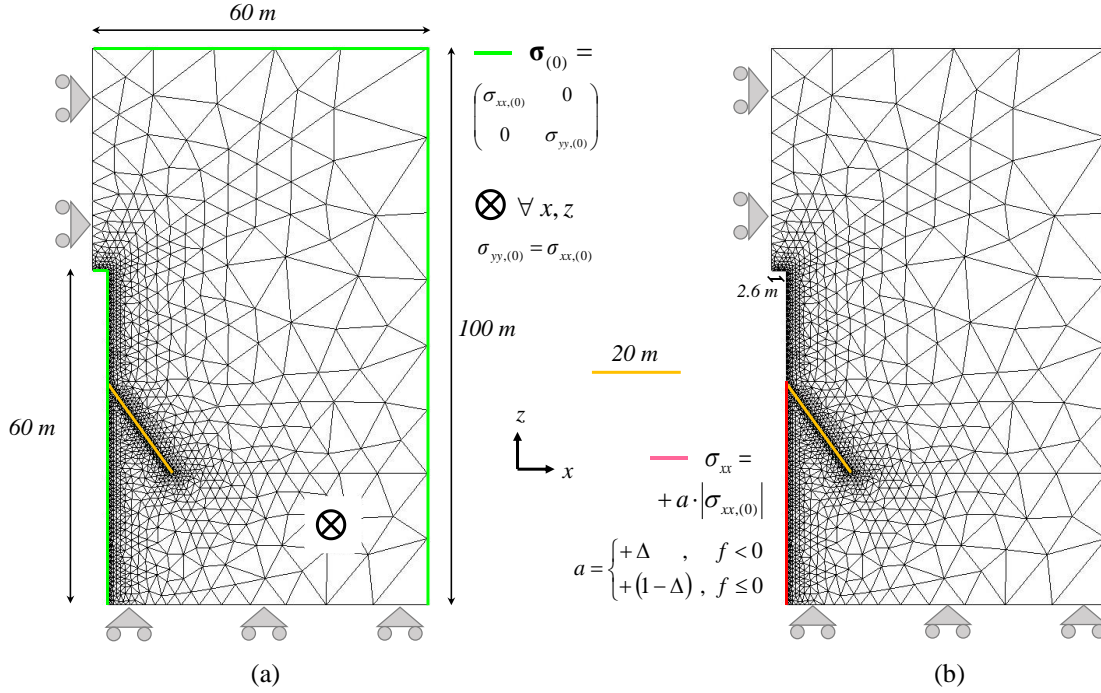 60 m
σ(0) =
(σxx,(0) 0
0 σyy,(0))
⊗ ∀ x, z
σyy,(0) = σxx,(0)
100 m
60 m
z
x
⊗
(a)
2.6 m
20 m
σxx =
+ a · |σxx,(0)|
a = { +Δ , f < 0
+(1 − Δ) , f ≤ 0
(b)